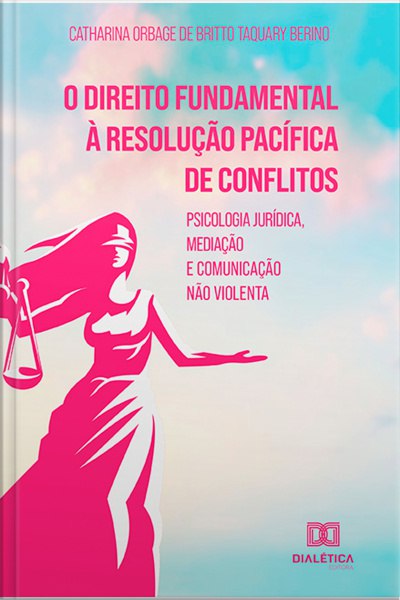 CATHARINA ORBAGE DE BRITTO TAQUARY BERINO
O DIREITO FUNDAMENTAL
À RESOLUÇÃO PACÍFICA
DE CONFLITOS
PSICOLOGIA JURÍDICA,
MEDIAÇÃO
E COMUNICAÇÃO
NÃO VIOLENTA
DIALÉTICA
EDITORA